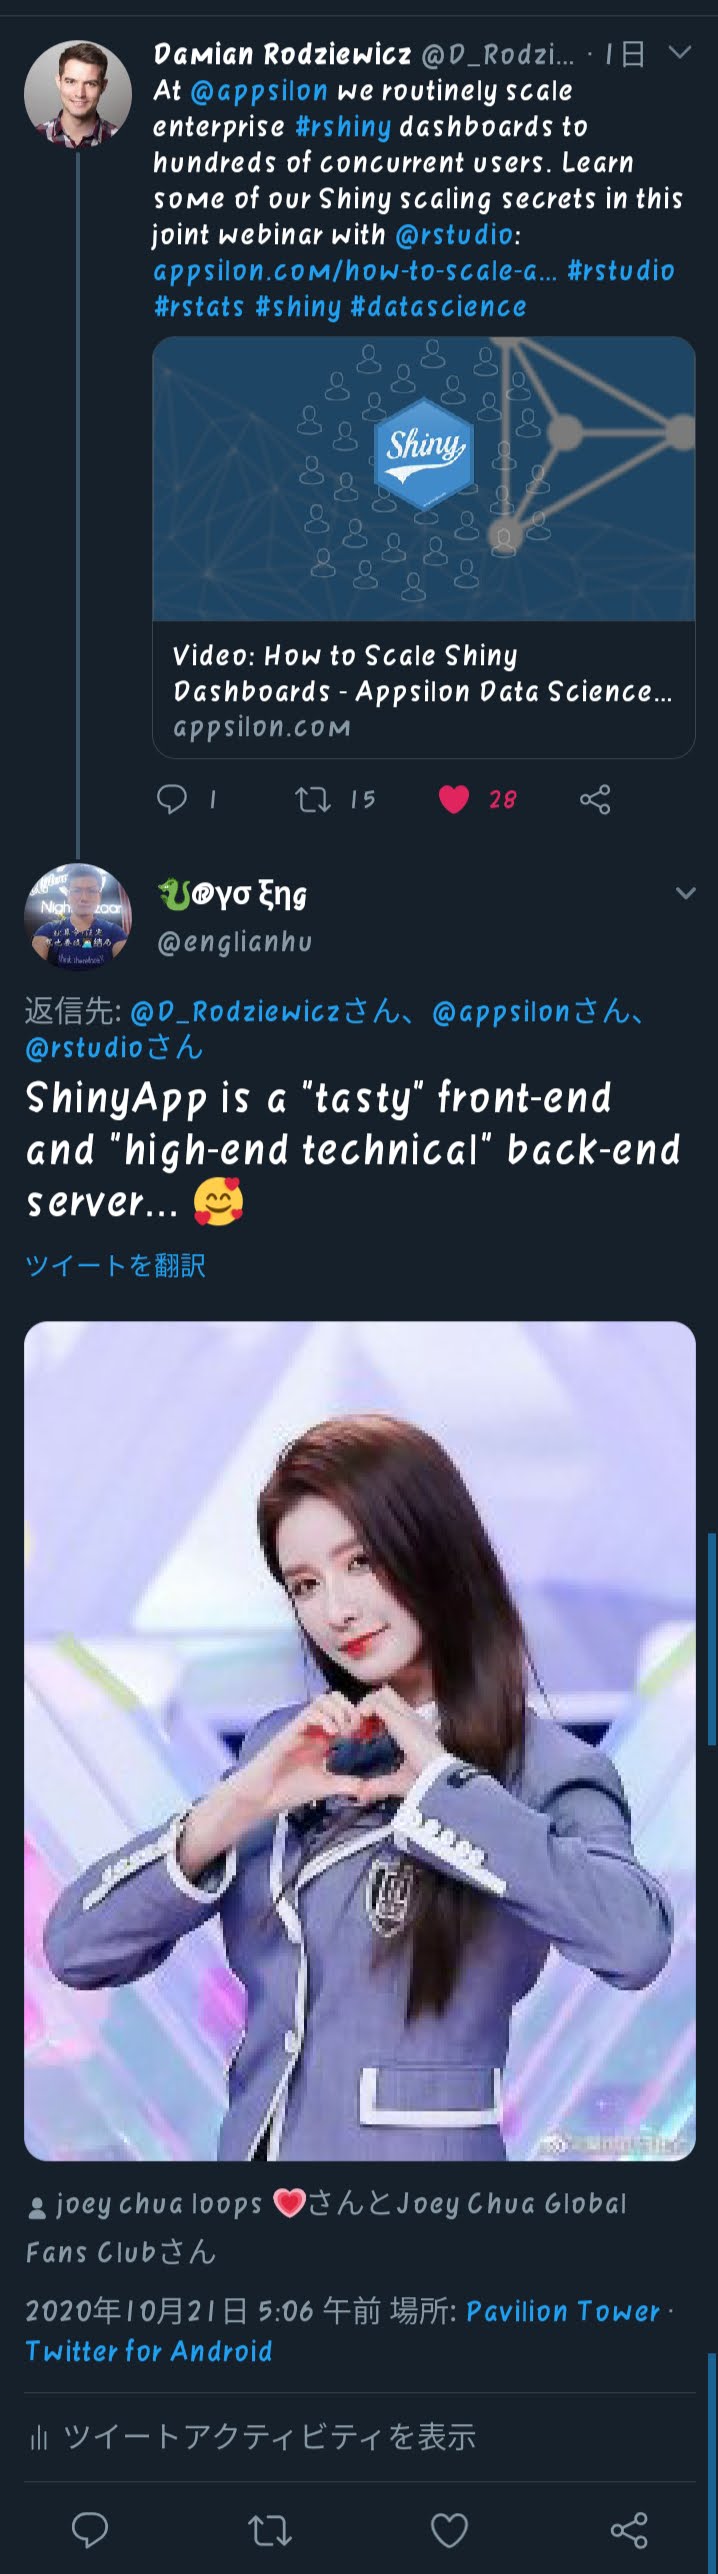 Damian Rodziewicz @D_Rodzi... · 1日
At @appsilon we routinely scale
enterprise #rshiny dashboards to
hundreds of concurrent users. Learn
some of our Shiny scaling secrets in this
joint webinar with @rstudio:
appsilon.com/how-to-scale-a... #rstudio
#rstats #shiny #datascience
Shiny
Video: How to Scale Shiny
Dashboards - Appsilon Data Science...
appsilon.com
1 15 28
🐉®γσ ξηg
@englianhu
返信先: @D_Rodziewiczさん、@appsilonさん、
@rstudioさん
ShinyApp is a "tasty" front-end
and "high-end technical" back-end
server... 🥰
ツイートを翻訳
joey chua loops 💗さんとJoey Chua Global
Fans Clubさん
2020年10月21日 5:06 午前 場所: Pavilion Tower ·
Twitter for Android
ツイートアクティビティを表示